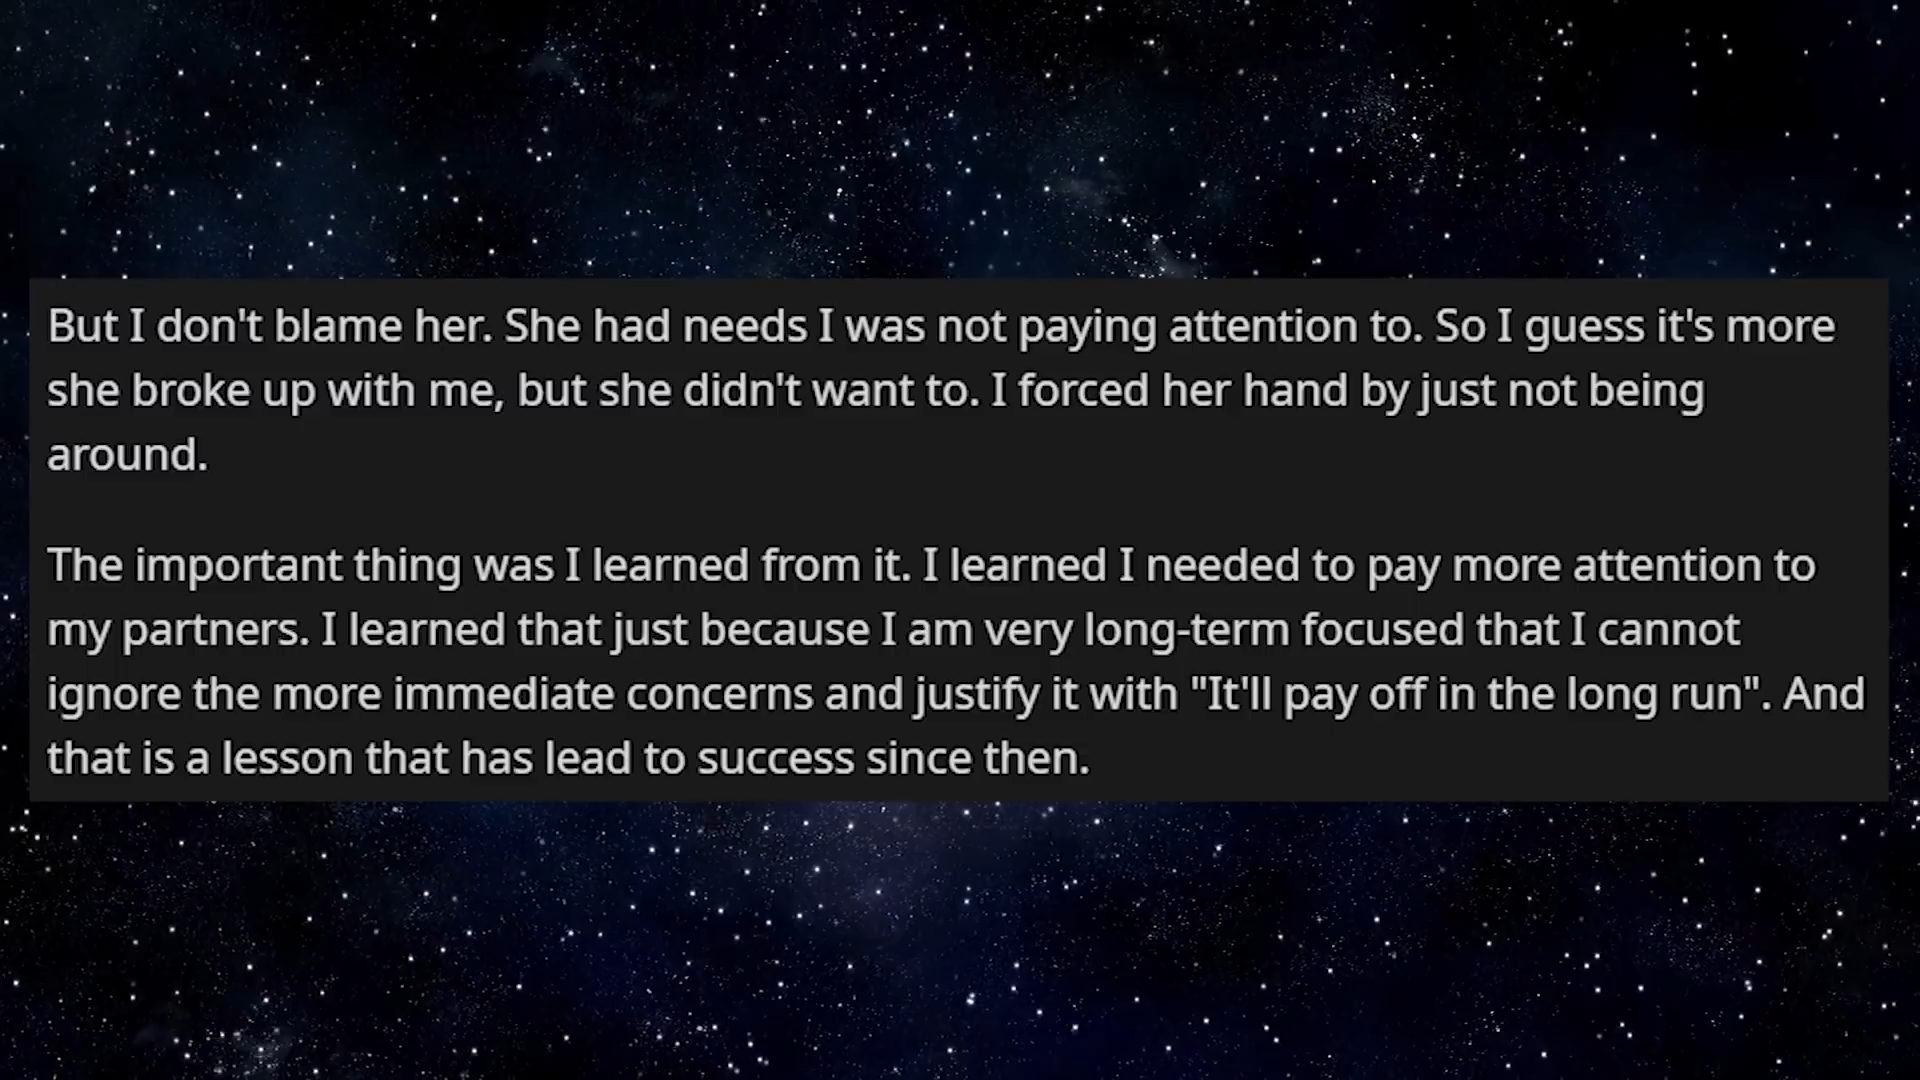 But I don't blame her. She had needs I was not paying attention to. So I guess it's more
she broke up with me, but she didn't want to. I forced her hand by just not being
around.
The important thing was I learned from it. I learned I needed to pay more attention to
my partners. I learned that just because I am very long-term focused that I cannot
ignore the more immediate concerns and justify it with "It'll pay off in the long run". And
that is a lesson that has lead to success since then.